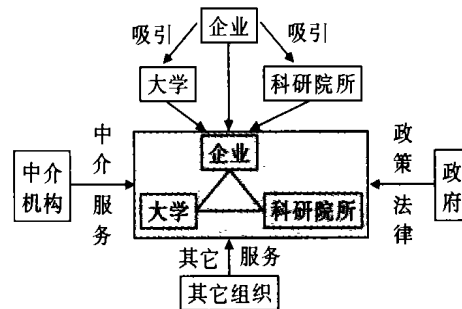 企业
吸引 吸引
大学 科研院所
企业
大学 科研院所
中介机构
中介服务
政策法律
政府
其它 服务
其它组织